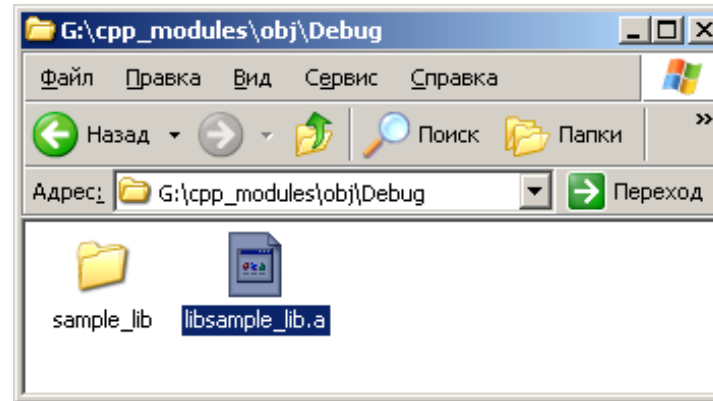 G:\cpp_modules\obj\Debug
Файл Правка Вид Сервис Справка
Назад Поиск Папки »
Адрес: G:\cpp_modules\obj\Debug Переход
sample_lib libsample_lib.a